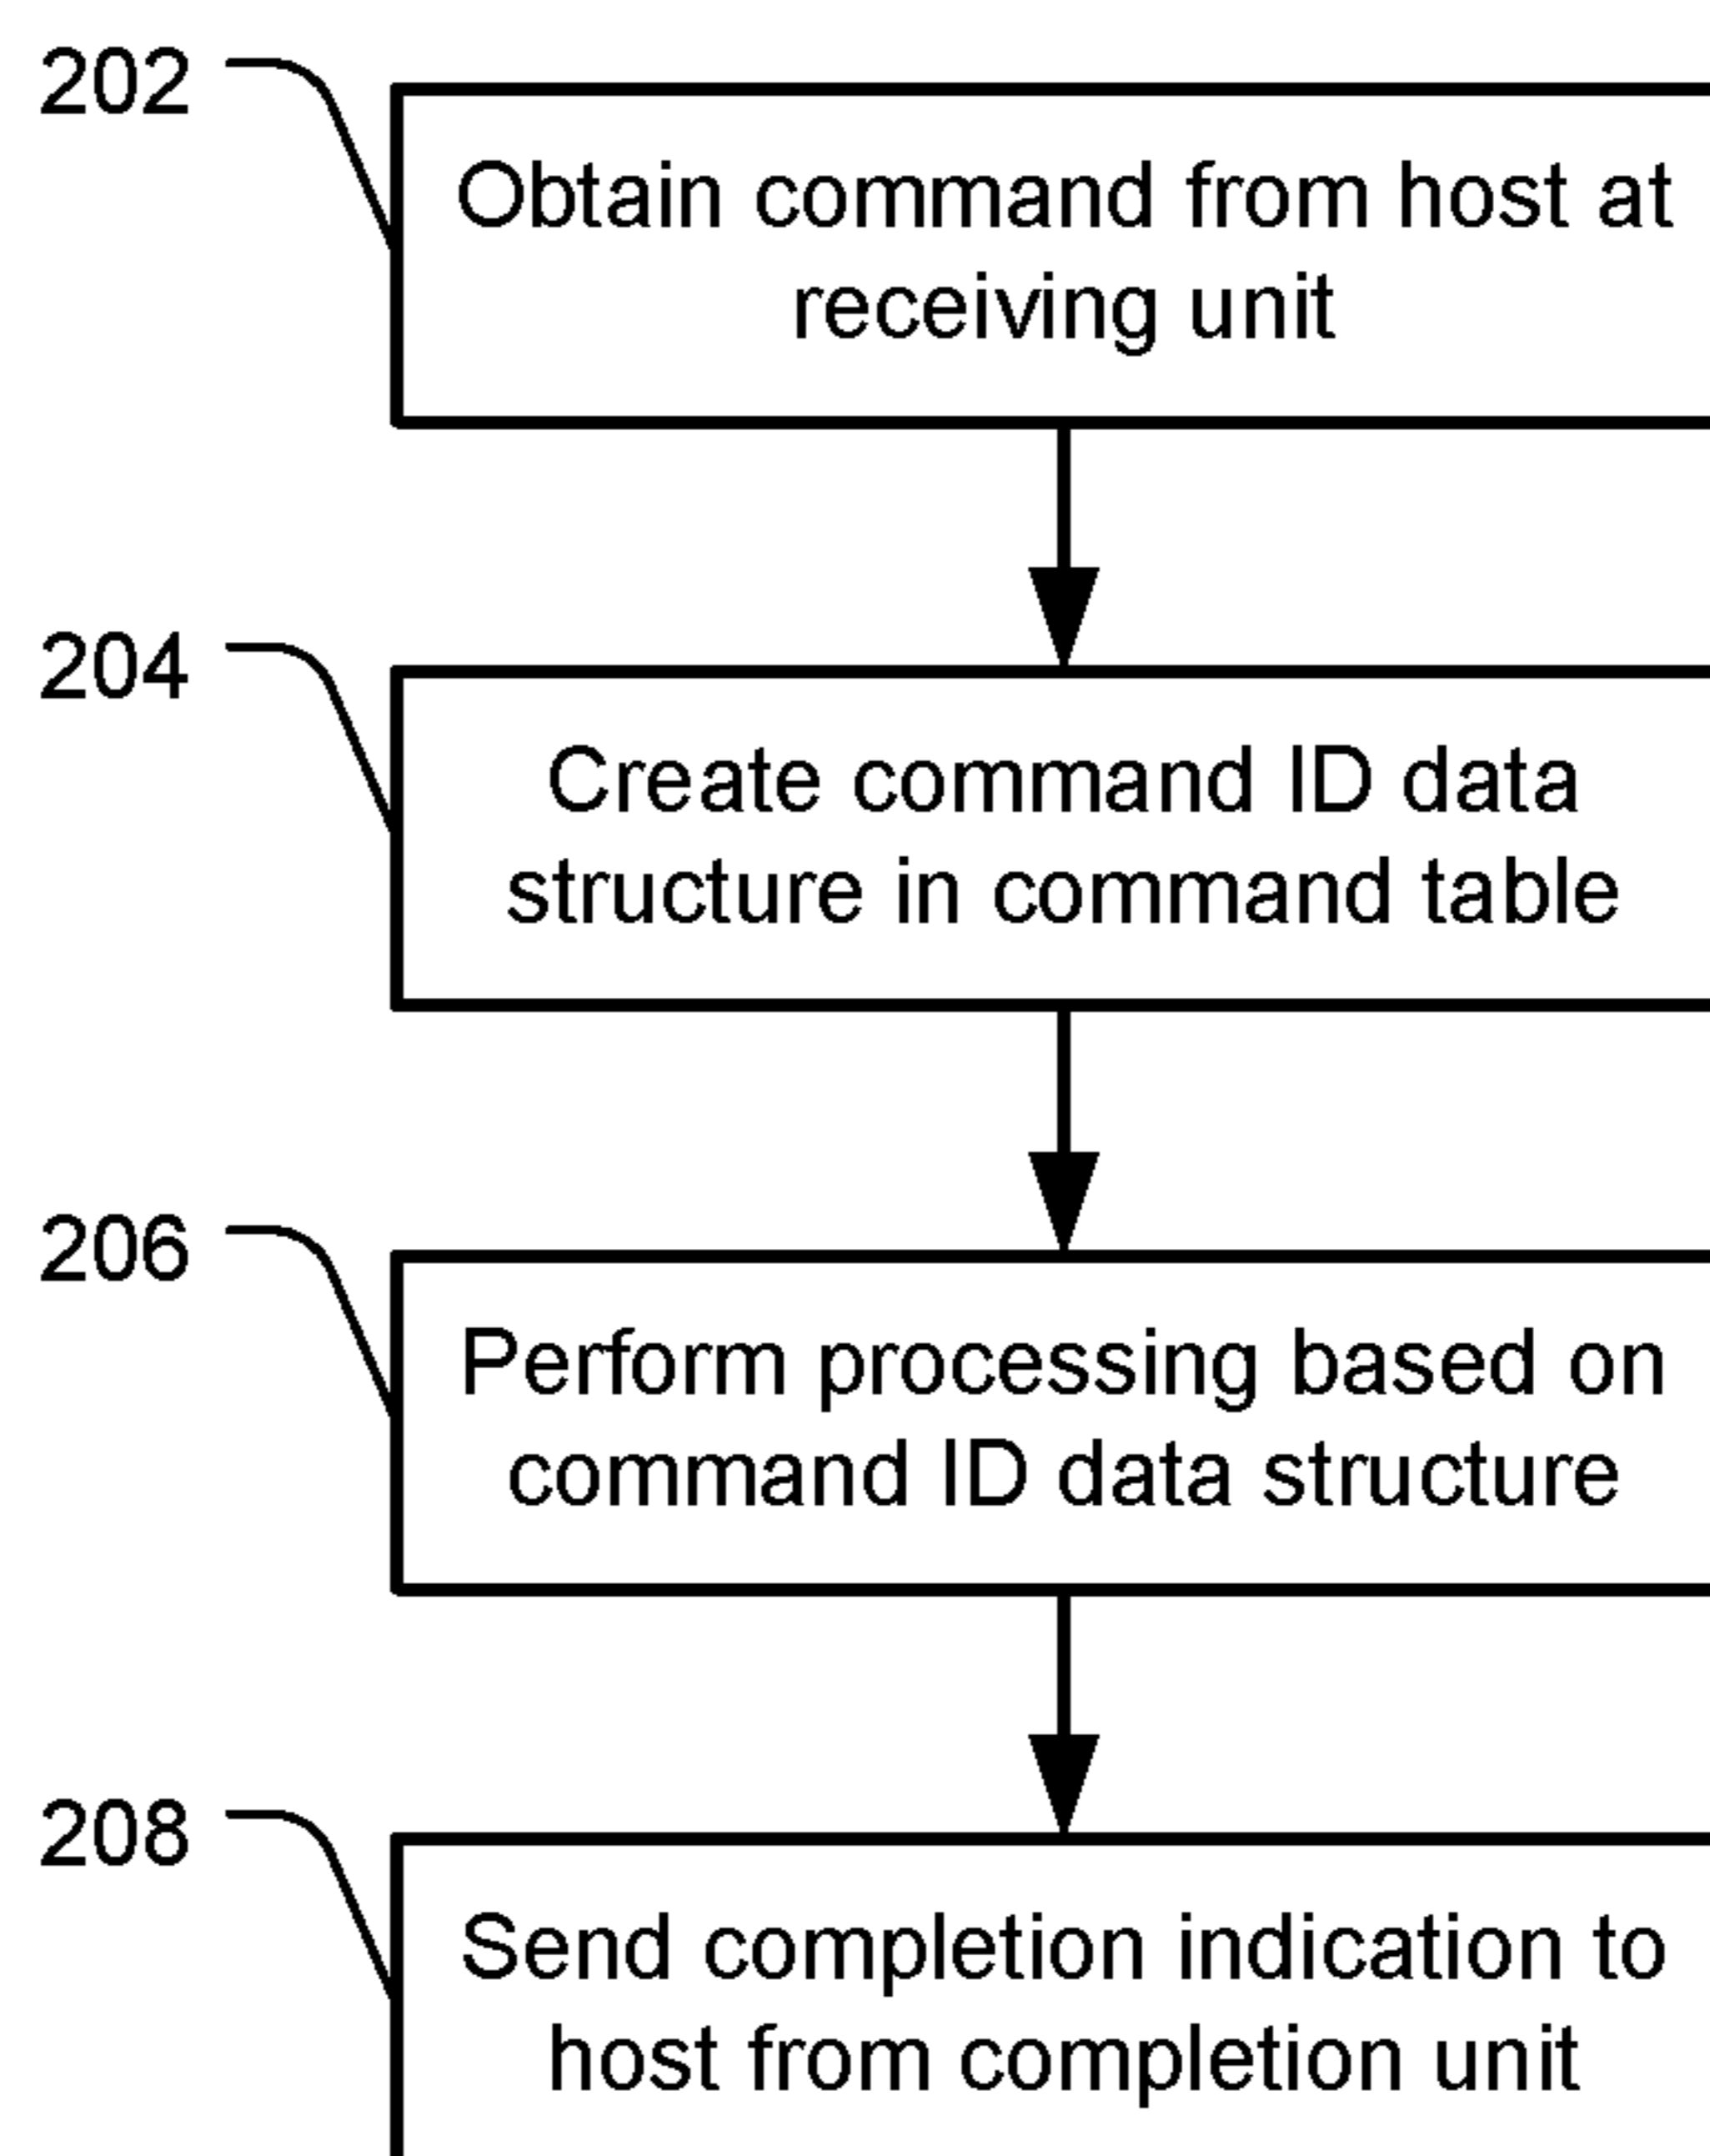 202
Obtain command from host at
receiving unit
204
Create command ID data
structure in command table
206
Perform processing based on
command ID data structure
208
Send completion indication to
host from completion unit